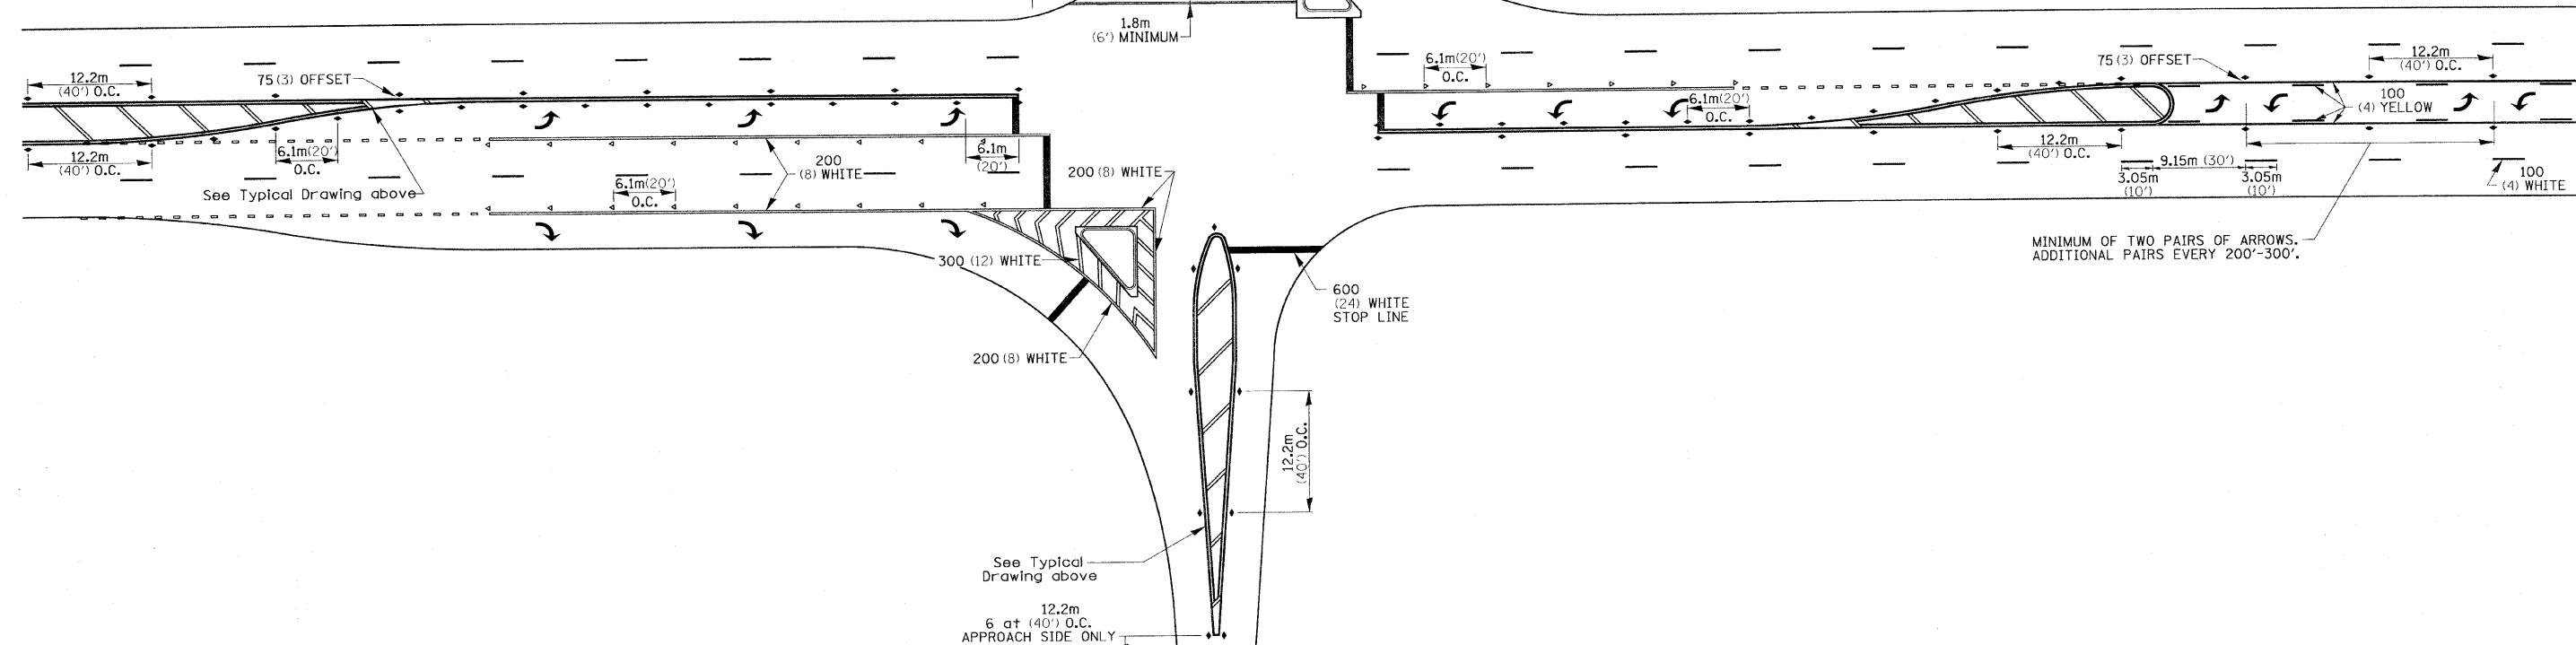 1.8m
(6') MINIMUM
12.2m
(40') O.C.
75 (3) OFFSET
6.1m(20')
O.C.
75 (3) OFFSET
12.2m
(40') O.C.
100
(4) YELLOW
6.1m(20')
O.C.
12.2m
(40') O.C.
6.1m(20')
O.C.
See Typical Drawing above
200
(8) WHITE
6.1m
(20')
6.1m(20')
O.C.
200 (8) WHITE
12.2m
(40') O.C.
9.15m (30')
3.05m
(10')
3.05m
(10')
100
(4) WHITE
300 (12) WHITE
MINIMUM OF TWO PAIRS OF ARROWS.
ADDITIONAL PAIRS EVERY 200'-300'.
600
(24) WHITE
STOP LINE
200 (8) WHITE
12.2m
(40') O.C.
See Typical
Drawing above
12.2m
6 at (40') O.C.
APPROACH SIDE ONLY